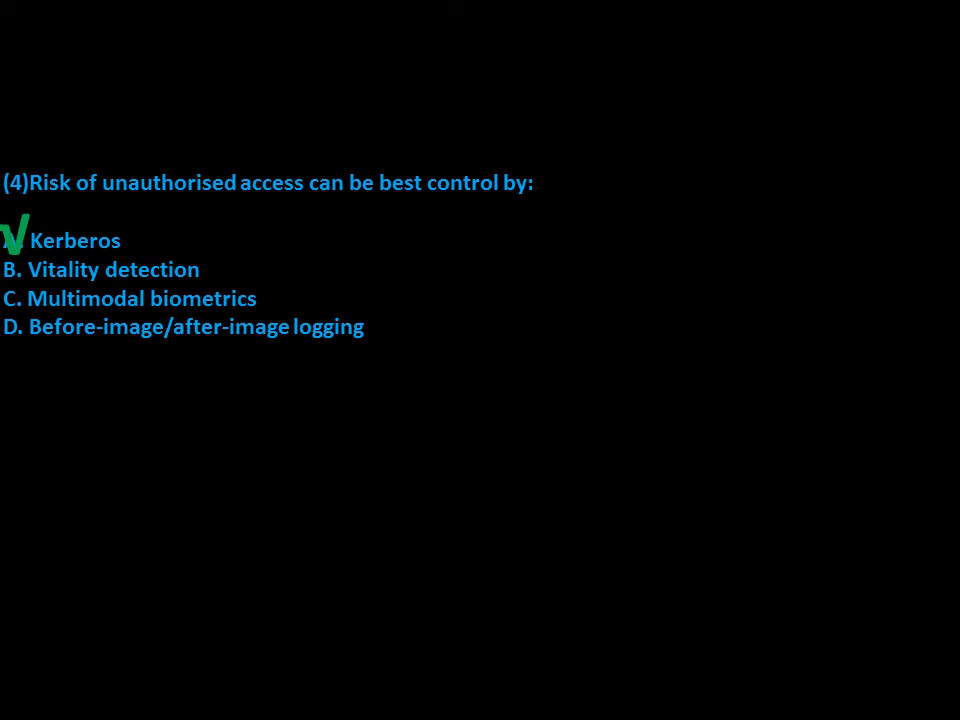 (4)Risk of unauthorised access can be best control by:
√
A. Kerberos
B. Vitality detection
C. Multimodal biometrics
D. Before-image/after-image logging